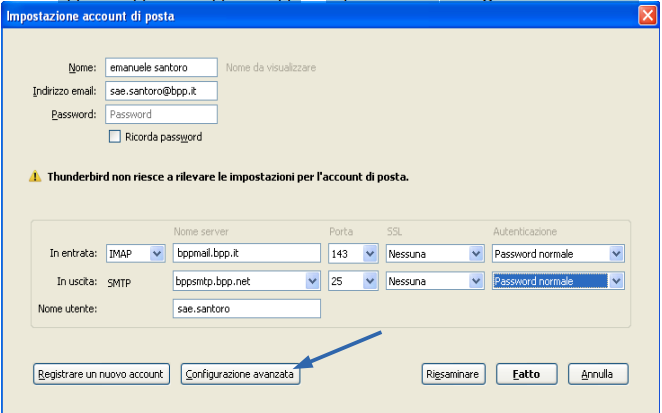 Impostazione account di posta
Nome: emanuele santoro Nome da visualizzare
Indirizzo email: sae.santoro@bpp.it
Password: Password
Ricorda password
Thunderbird non riesce a rilevare le impostazioni per l'account di posta.
Nome server Porta SSL Autenticazione
In entrata: IMAP bppmail.bpp.it 143 Nessuna Password normale
In uscita: SMTP bppsmtp.bpp.net 25 Nessuna Password normale
Nome utente: sae.santoro
Registrare un nuovo account Configurazione avanzata Riesaminare Fatto Annulla